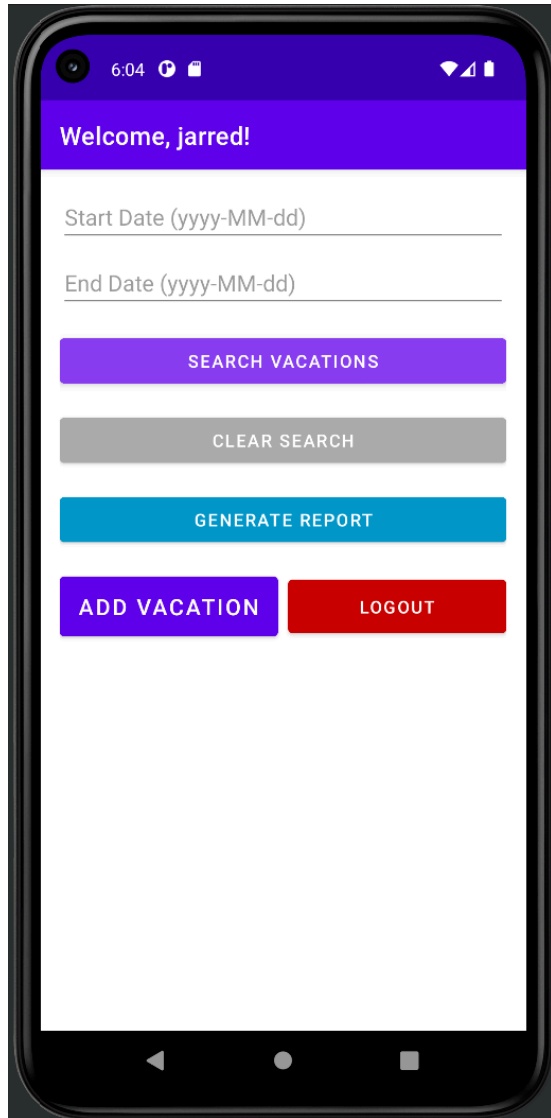 6:04
Welcome, jarred!
Start Date (yyyy-MM-dd)
End Date (yyyy-MM-dd)
SEARCH VACATIONS
CLEAR SEARCH
GENERATE REPORT
ADD VACATION LOGOUT